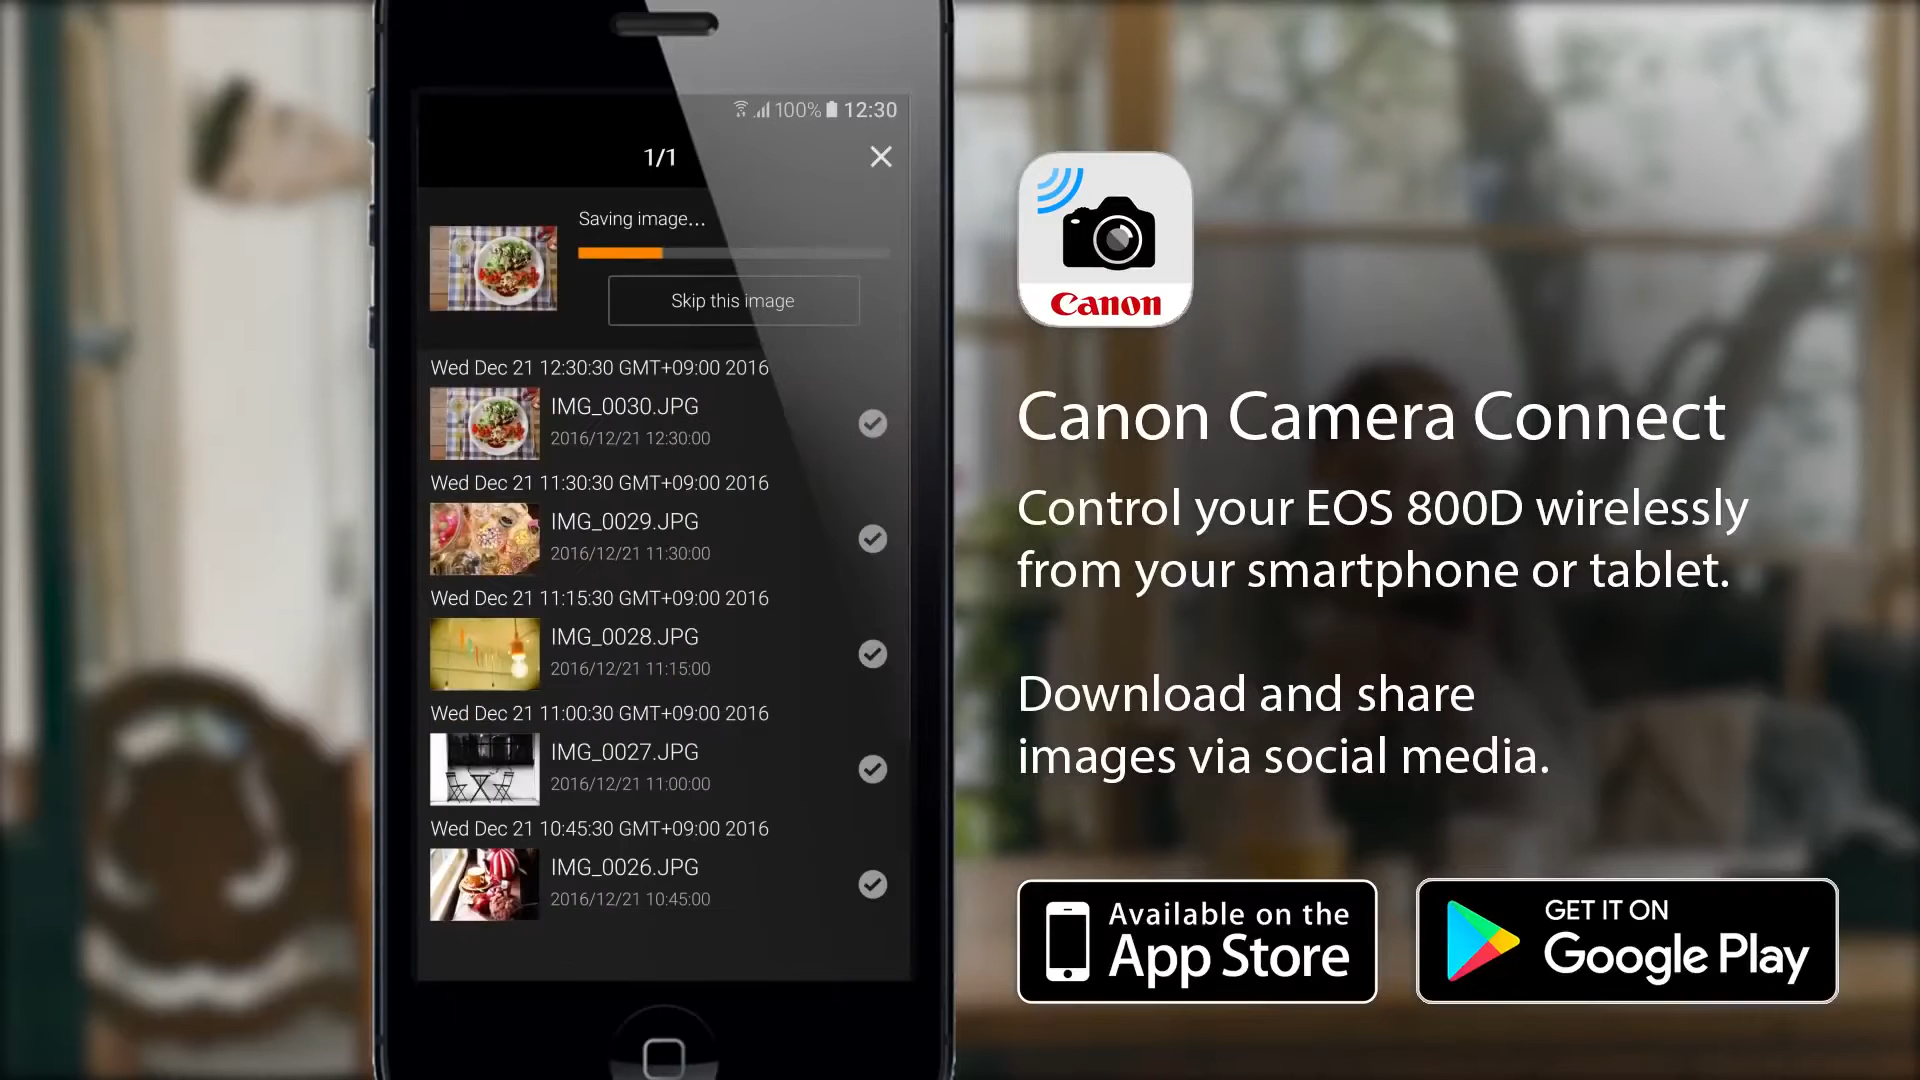 100% 12:30
1/1
Saving image...
Skip this image
Wed Dec 21 12:30:30 GMT+09:00 2016
IMG_0030.JPG
2016/12/21 12:30:00
Wed Dec 21 11:30:30 GMT+09:00 2016
IMG_0029.JPG
2016/12/21 11:30:00
Wed Dec 21 11:15:30 GMT+09:00 2016
IMG_0028.JPG
2016/12/21 11:15:00
Wed Dec 21 11:00:30 GMT+09:00 2016
IMG_0027.JPG
2016/12/21 11:00:00
Wed Dec 21 10:45:30 GMT+09:00 2016
IMG_0026.JPG
2016/12/21 10:45:00
Canon
Canon Camera Connect
Control your EOS 800D wirelessly
from your smartphone or tablet.
Download and share
images via social media.
Available on the
App Store
GET IT ON
Google Play